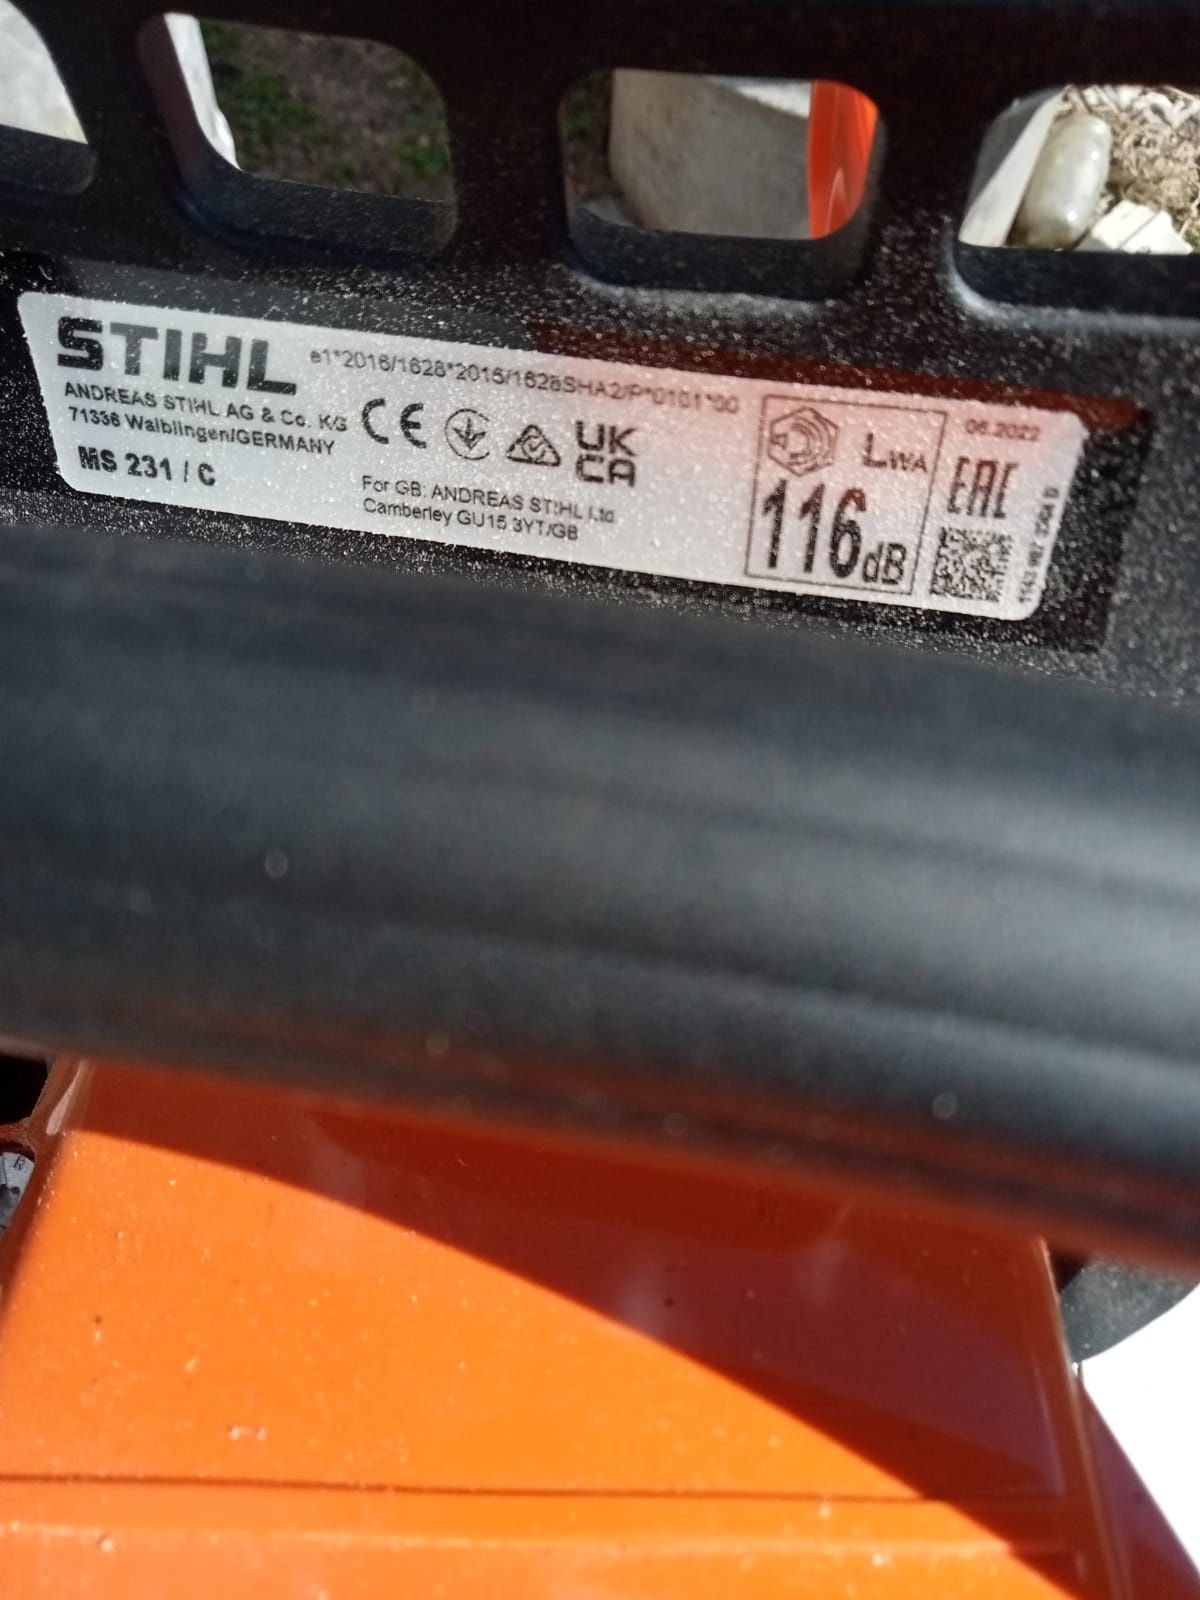 STIHL
e1*2016/1628*2016/1628SHA2/P*0101*00
ANDREAS STIHL AG & Co. KG
71336 Waiblingen/GERMANY
MS 231 / C
CE
UK
CA
For GB: ANDREAS STIHL Ltd
Camberley GU15 3YT/GB
LWA
116dB
06.2022
EAC